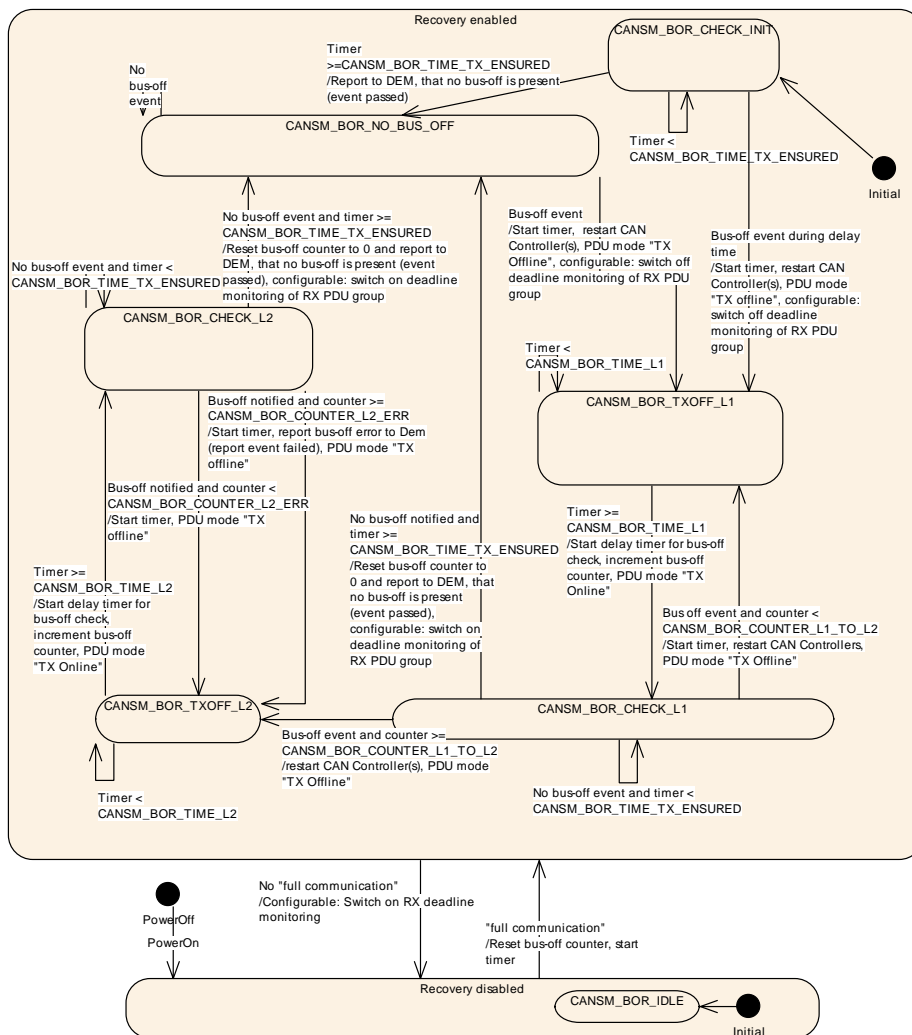 Recovery enabled
CANSM_BOR_CHECK_INIT
Timer
>=CANSM_BOR_TIME_TX_ENSURED
/Report to DEM, that no bus-off is present
(event passed)
No
bus-off
event
CANSM_BOR_NO_BUS_OFF
Timer <
CANSM_BOR_TIME_TX_ENSURED
Initial
No bus-off event and timer >=
CANSM_BOR_TIME_TX_ENSURED
/Reset bus-off counter to 0 and report to
DEM, that no bus-off is present (event
passed), configurable: switch on deadline
monitoring of RX PDU group
Bus-off event
/Start timer, restart CAN
Controller(s), PDU mode "TX
Offline", configurable: switch off
deadline monitoring of RX PDU
group
Bus-off event during delay
time
/Start timer, restart CAN
Controller(s), PDU mode
"TX offline", configurable:
switch off deadline
monitoring of RX PDU
group
No bus-off event and timer <
CANSM_BOR_TIME_TX_ENSURED
CANSM_BOR_CHECK_L2
Timer <
CANSM_BOR_TIME_L1
CANSM_BOR_TXOFF_L1
Bus-off notified and counter >=
CANSM_BOR_COUNTER_L2_ERR
/Start timer, report bus-off error to Dem
(report event failed), PDU mode "TX
offline"
Bus-off notified and counter <
CANSM_BOR_COUNTER_L2_ERR
/Start timer, PDU mode "TX
offline"
No bus-off notified and
timer >=
CANSM_BOR_TIME_TX_ENSURED
/Reset bus-off counter to
0 and report to DEM, that
no bus-off is present
(event passed),
configurable: switch on
deadline monitoring of
RX PDU group
Timer >=
CANSM_BOR_TIME_L1
/Start delay timer for bus-off
check, increment bus-off
counter, PDU mode "TX
Online"
Timer >=
CANSM_BOR_TIME_L2
/Start delay timer for
bus-off check,
increment bus-off
counter, PDU mode
"TX Online"
Bus off event and counter <
CANSM_BOR_COUNTER_L1_TO_L2
/Start timer, restart CAN Controllers,
PDU mode "TX Offline"
CANSM_BOR_TXOFF_L2
CANSM_BOR_CHECK_L1
Bus-off event and counter >=
CANSM_BOR_COUNTER_L1_TO_L2
/restart CAN Controller(s), PDU mode
"TX Offline"
Timer <
CANSM_BOR_TIME_L2
No bus-off event and timer <
CANSM_BOR_TIME_TX_ENSURED
No "full communication"
/Configurable: Switch on RX deadline
monitoring
PowerOff
PowerOn
"full communication"
/Reset bus-off counter, start
timer
Recovery disabled
CANSM_BOR_IDLE
Initial